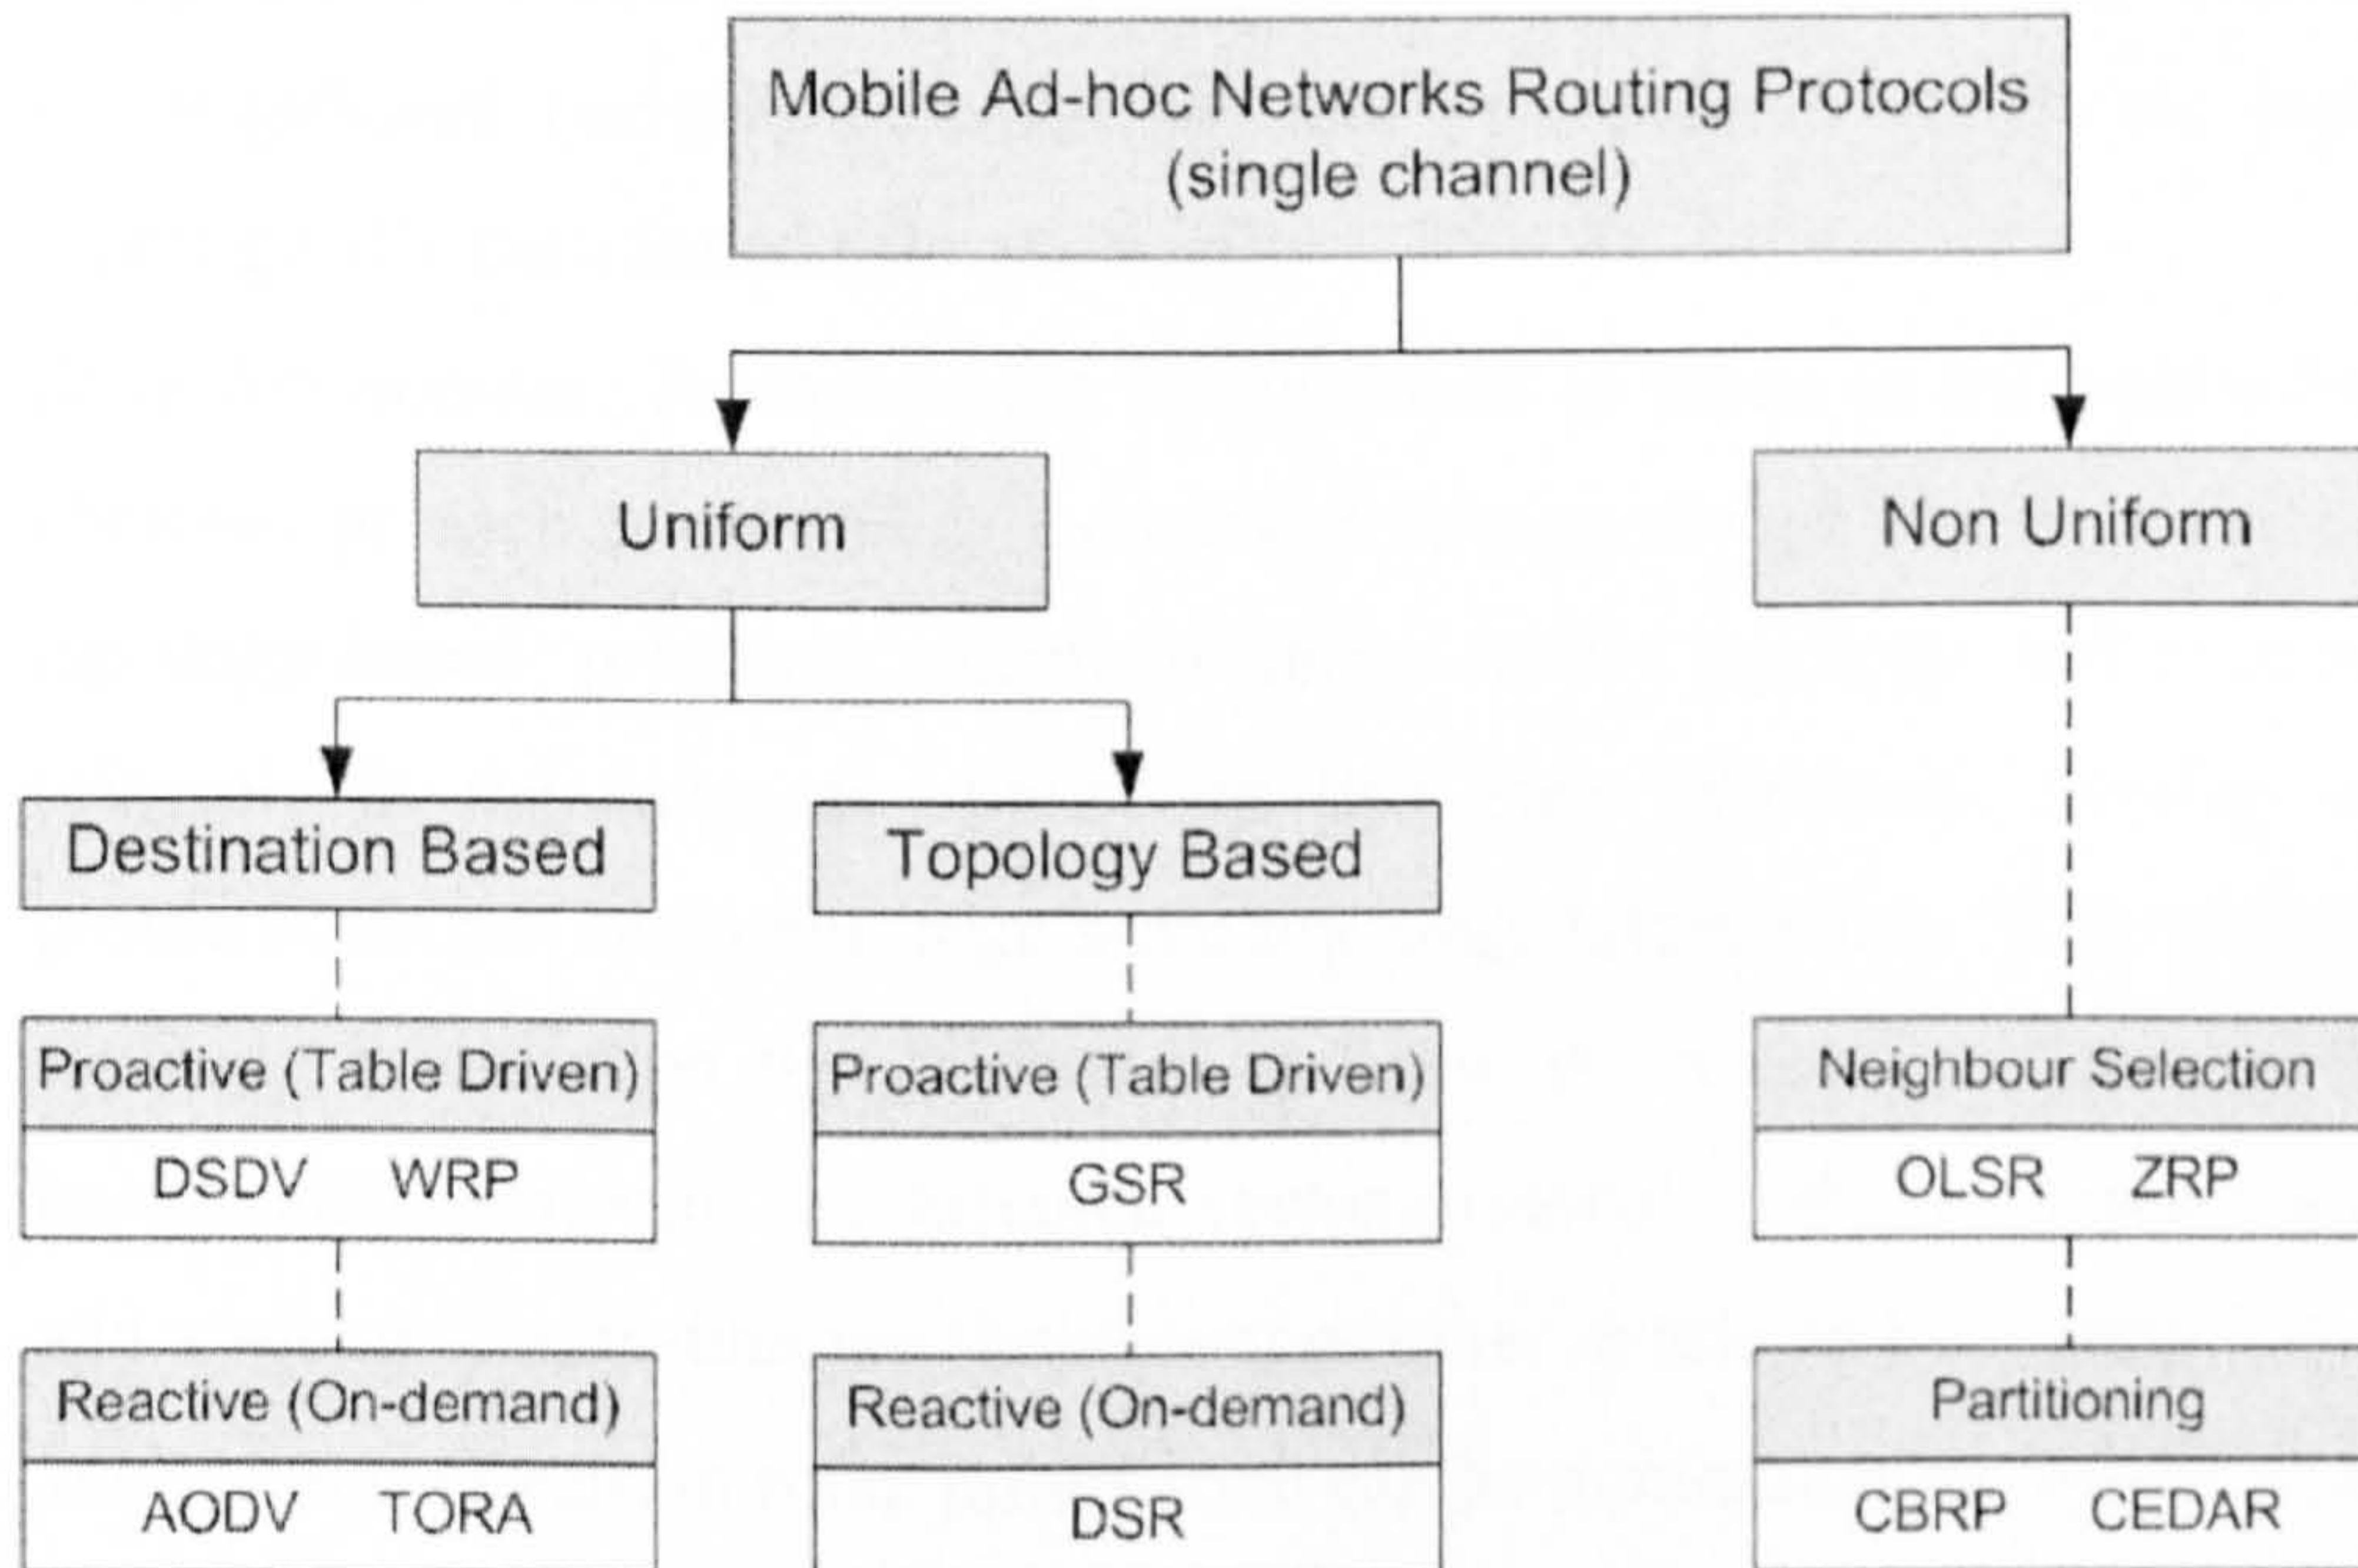 Mobile Ad-hoc Networks Routing Protocols
(single channel)
Uniform
Non Uniform
Destination Based
Topology Based
Proactive (Table Driven)
DSDV WRP
Proactive (Table Driven)
GSR
Neighbour Selection
OLSR ZRP
Reactive (On-demand)
AODV TORA
Reactive (On-demand)
DSR
Partitioning
CBRP CEDAR